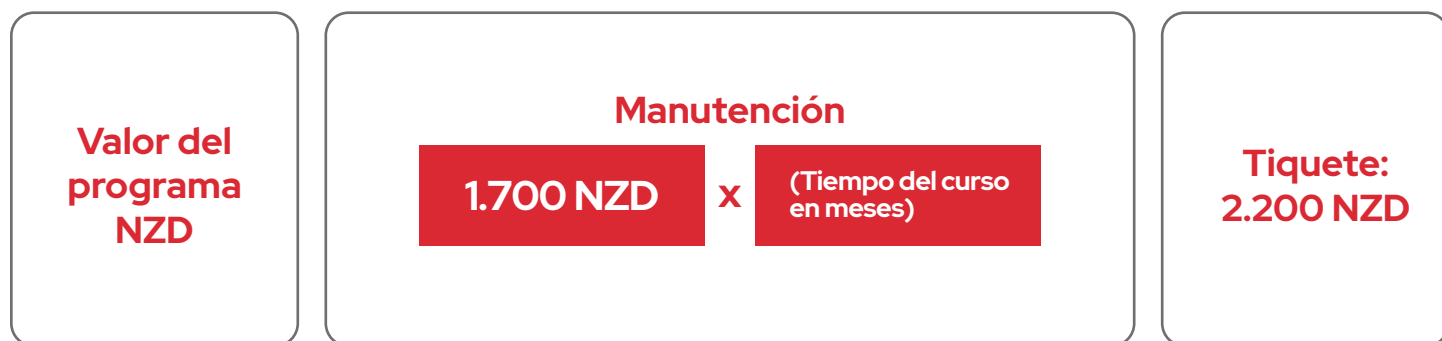 Valor del
programa
NZD
Manutención
1.700 NZD
x
(Tiempo del curso
en meses)
Tiquete:
2.200 NZD